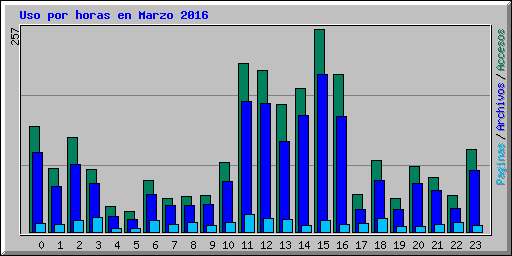 Uso por horas en Marzo 2016
257
Paginas / Archivos / Accesos
0 1 2 3 4 5 6 7 8 9 10 11 12 13 14 15 16 17 18 19 20 21 22 23